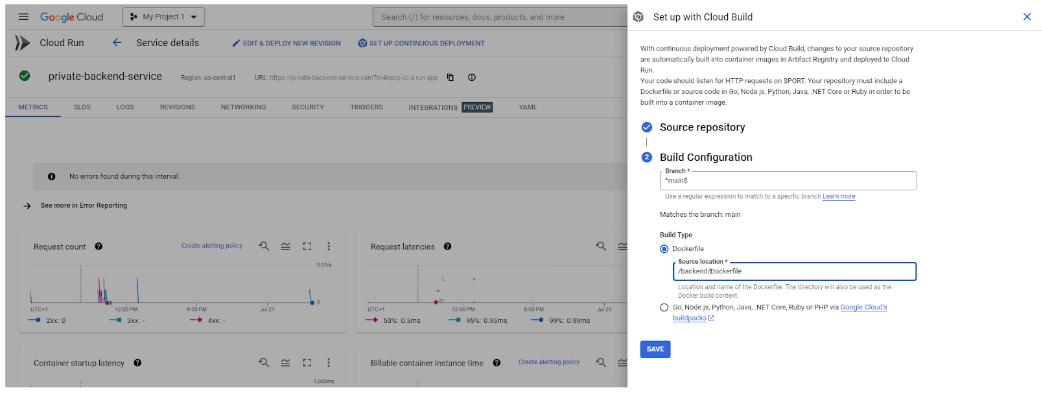 Google Cloud
My Project 1
Search (/) for resources, docs, products, and more
Cloud Run
Service details
EDIT & DEPLOY NEW REVISION
SET UP CONTINUOUS DEPLOYMENT
private-backend-service
Region: us-central1
METRICS
SLOS
LOGS
REVISIONS
NETWORKING
SECURITY
TRIGGERS
INTEGRATIONS PREVIEW
YAML
No errors found during this interval.
See more in Error Reporting
Request count
Create alerting policy
0.01/s
0
UTC+1
12:00 PM
6:00 PM
Jul 21
2xx: 0
3xx: -
4xx: -
Request latencies
UTC+1
12:00 PM
6:00 PM
Jul 21
50%: 0.5ms
95%: 0.95ms
99%: 0.99ms
Container startup latency
1,000ms
Billable container instance time
Create alerting policy
Set up with Cloud Build
With continuous deployment powered by Cloud Build, changes to your source repository
are automatically built into container images in Artifact Registry and deployed to Cloud
Run.
Your code should listen for HTTP requests on $PORT. Your repository must include a
Dockerfile or source code in Go, Node.js, Python, Java, .NET Core or Ruby in order to be
built into a container image.
Source repository
2
Build Configuration
Branch *
^main$
Use a regular expression to match to a specific branch Learn more
Matches the branch: main
Build Type
Dockerfile
Source location *
/backend/Dockerfile
Location and name of the Dockerfile. The directory will also be used as the
Docker build context.
Go, Node.js, Python, Java, .NET Core, Ruby or PHP via Google Cloud's
buildpacks
SAVE